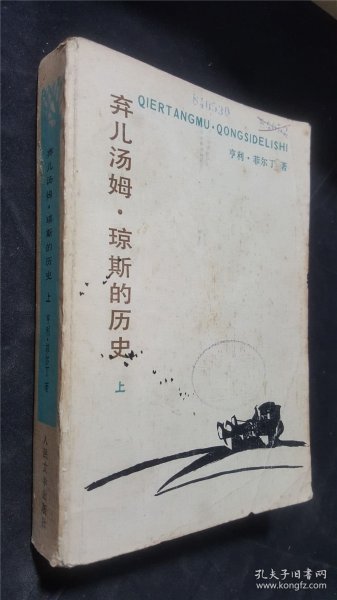 840530
QIERTANGMU·QONGSIDELISHI
亨利·菲尔丁 著
弃儿汤姆·琼斯的历史
上
弃儿汤姆·琼斯的历史 上 亨利·菲尔丁 著
人民文学出版社
孔夫子旧书网
www.kongfz.com